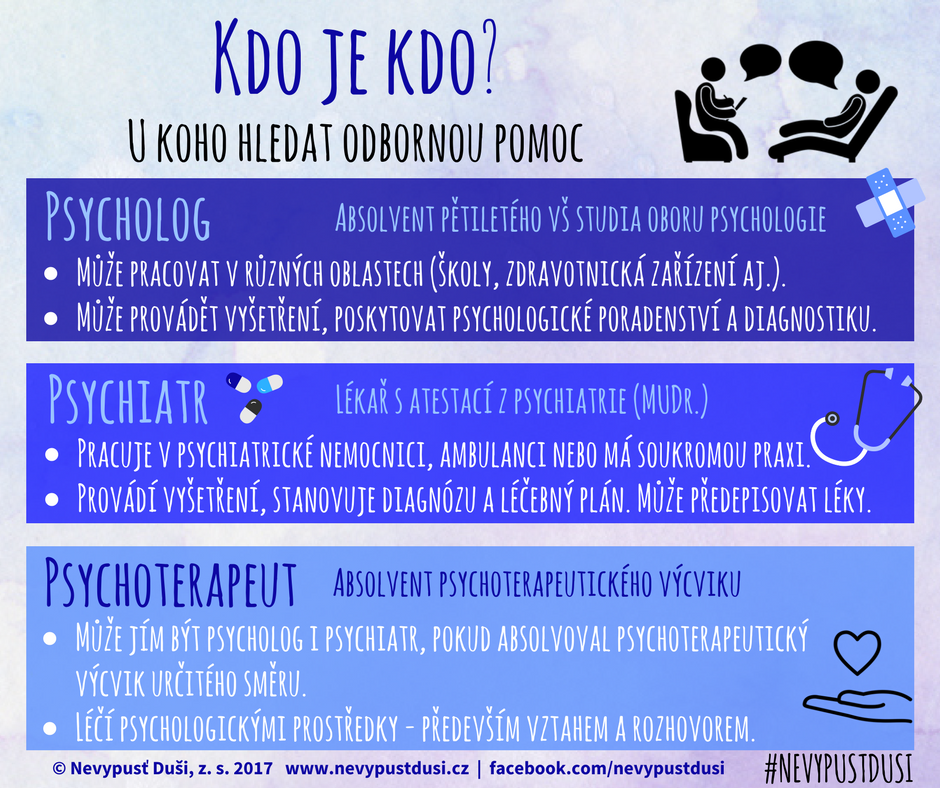 Kdo je kdo?
U koho hledat odbornou pomoc
Psycholog
Absolvent pětiletého vš studia oboru psychologie
Může pracovat v různých oblastech (školy, zdravotnická zařízení aj.).
Může provádět vyšetření, poskytovat psychologické poradenství a diagnostiku.
Psychiatr
Lékař s atestací z psychiatrie (MUDr.)
Pracuje v psychiatrické nemocnici, ambulanci nebo má soukromou praxi.
Provádí vyšetření, stanovuje diagnózu a léčebný plán. Může předepisovat léky.
Psychoterapeut
Absolvent psychoterapeutického výcviku
Může jím být psycholog i psychiatr, pokud absolvoval psychoterapeutický
výcvik určitého směru.
Léčí psychologickými prostředky - především vztahem a rozhovorem.
© Nevypusť Duši, z. s. 2017 www.nevypustdusi.cz | facebook.com/nevypustdusi
#NEVYPUSTDUSI